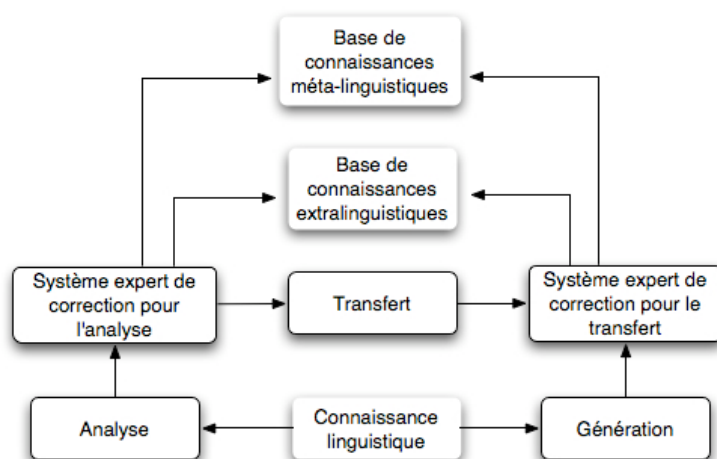 Base de
connaissances
méta-linguistiques
Base de
connaissances
extralinguistiques
Système expert de
correction pour
l'analyse
Transfert
Système expert de
correction pour le
transfert
Analyse
Connaissance
linguistique
Génération